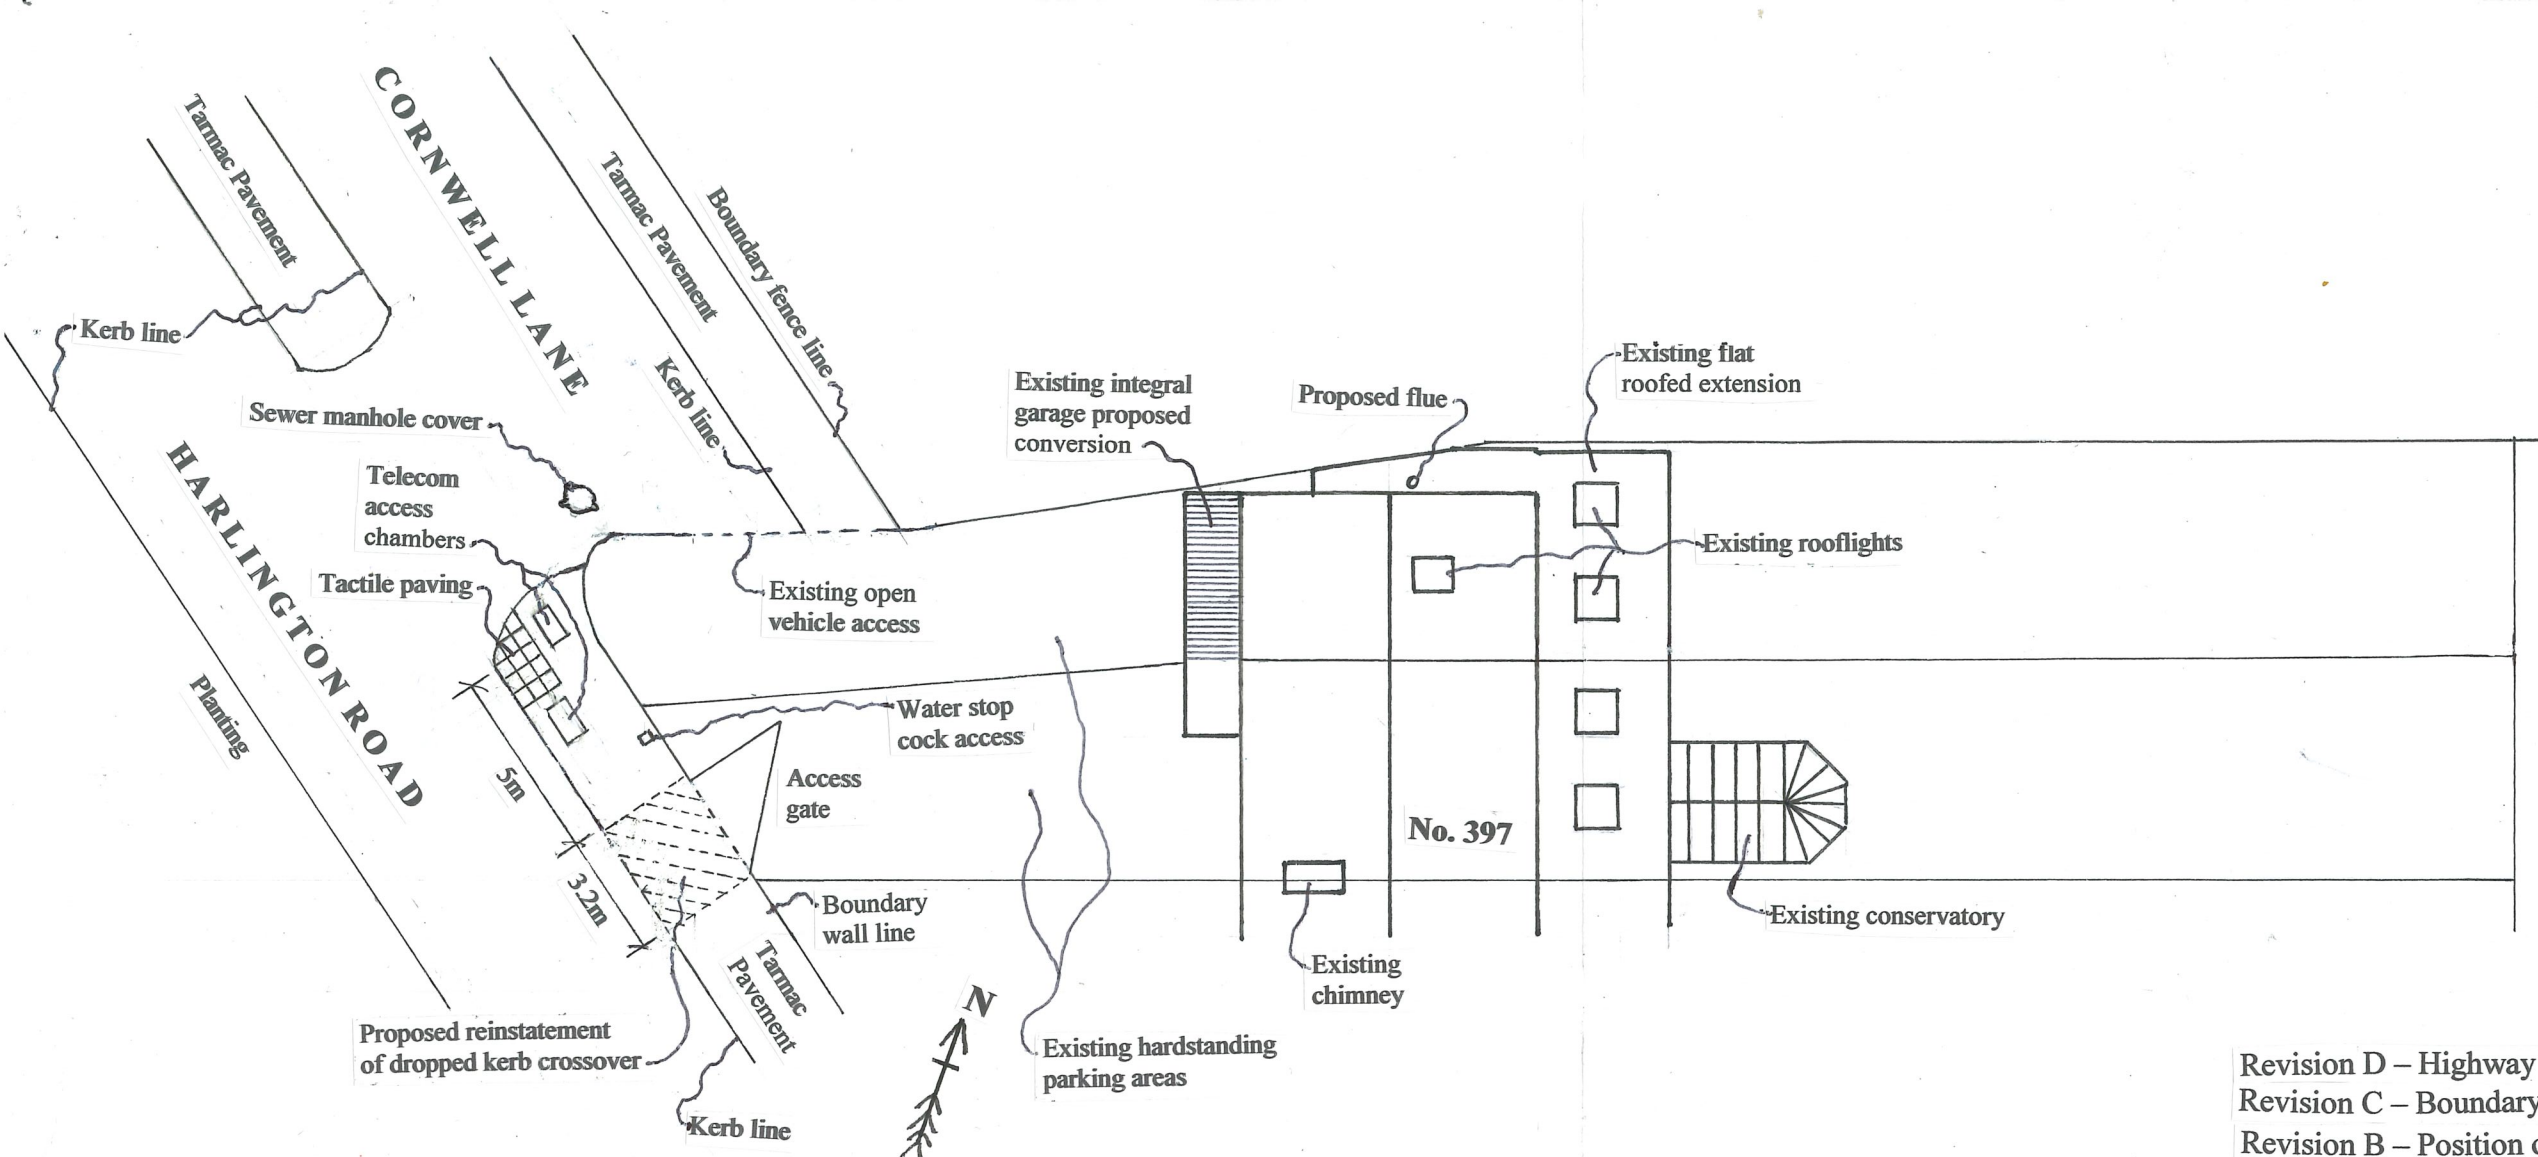 CORNWELL LANE
Tarmac Pavement
Tarmac Pavement
Boundary fence line
Kerb line
Kerb line
Sewer manhole cover
Telecom
access
chambers
Tactile paving
HARLINGTON ROAD
Planting
Existing open
vehicle access
Existing integral
garage proposed
conversion
Proposed flue
Existing flat
roofed extension
Existing rooflights
Water stop
cock access
Access
gate
5m
3.2m
No. 397
Boundary
wall line
Tarmac
Pavement
Existing
chimney
Existing conservatory
Proposed reinstatement
of dropped kerb crossover
Kerb line
N
Existing hardstanding
parking areas
Revision D – Highway
Revision C – Boundary
Revision B – Position